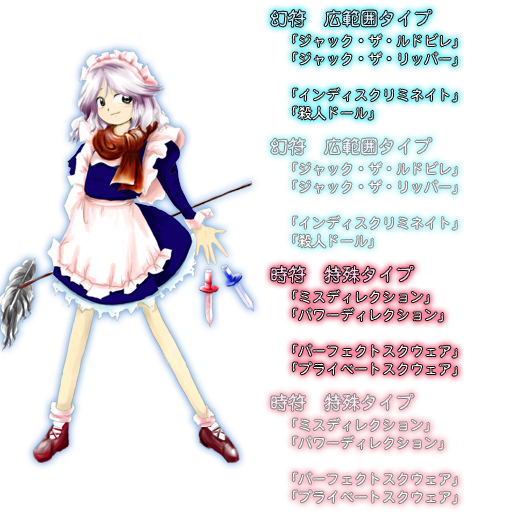 幻符　広範囲タイプ
「ジャック・ザ・ルドビレ」
「ジャック・ザ・リッパー」
「インディスクリミネイト」
「殺人ドール」
幻符　広範囲タイプ
「ジャック・ザ・ルドビレ」
「ジャック・ザ・リッパー」
「インディスクリミネイト」
「殺人ドール」
時符　特殊タイプ
「ミスディレクション」
「パワーディレクション」
「パーフェクトスクウェア」
「プライベートスクウェア」
時符　特殊タイプ
「ミスディレクション」
「パワーディレクション」
「パーフェクトスクウェア」
「プライベートスクウェア」